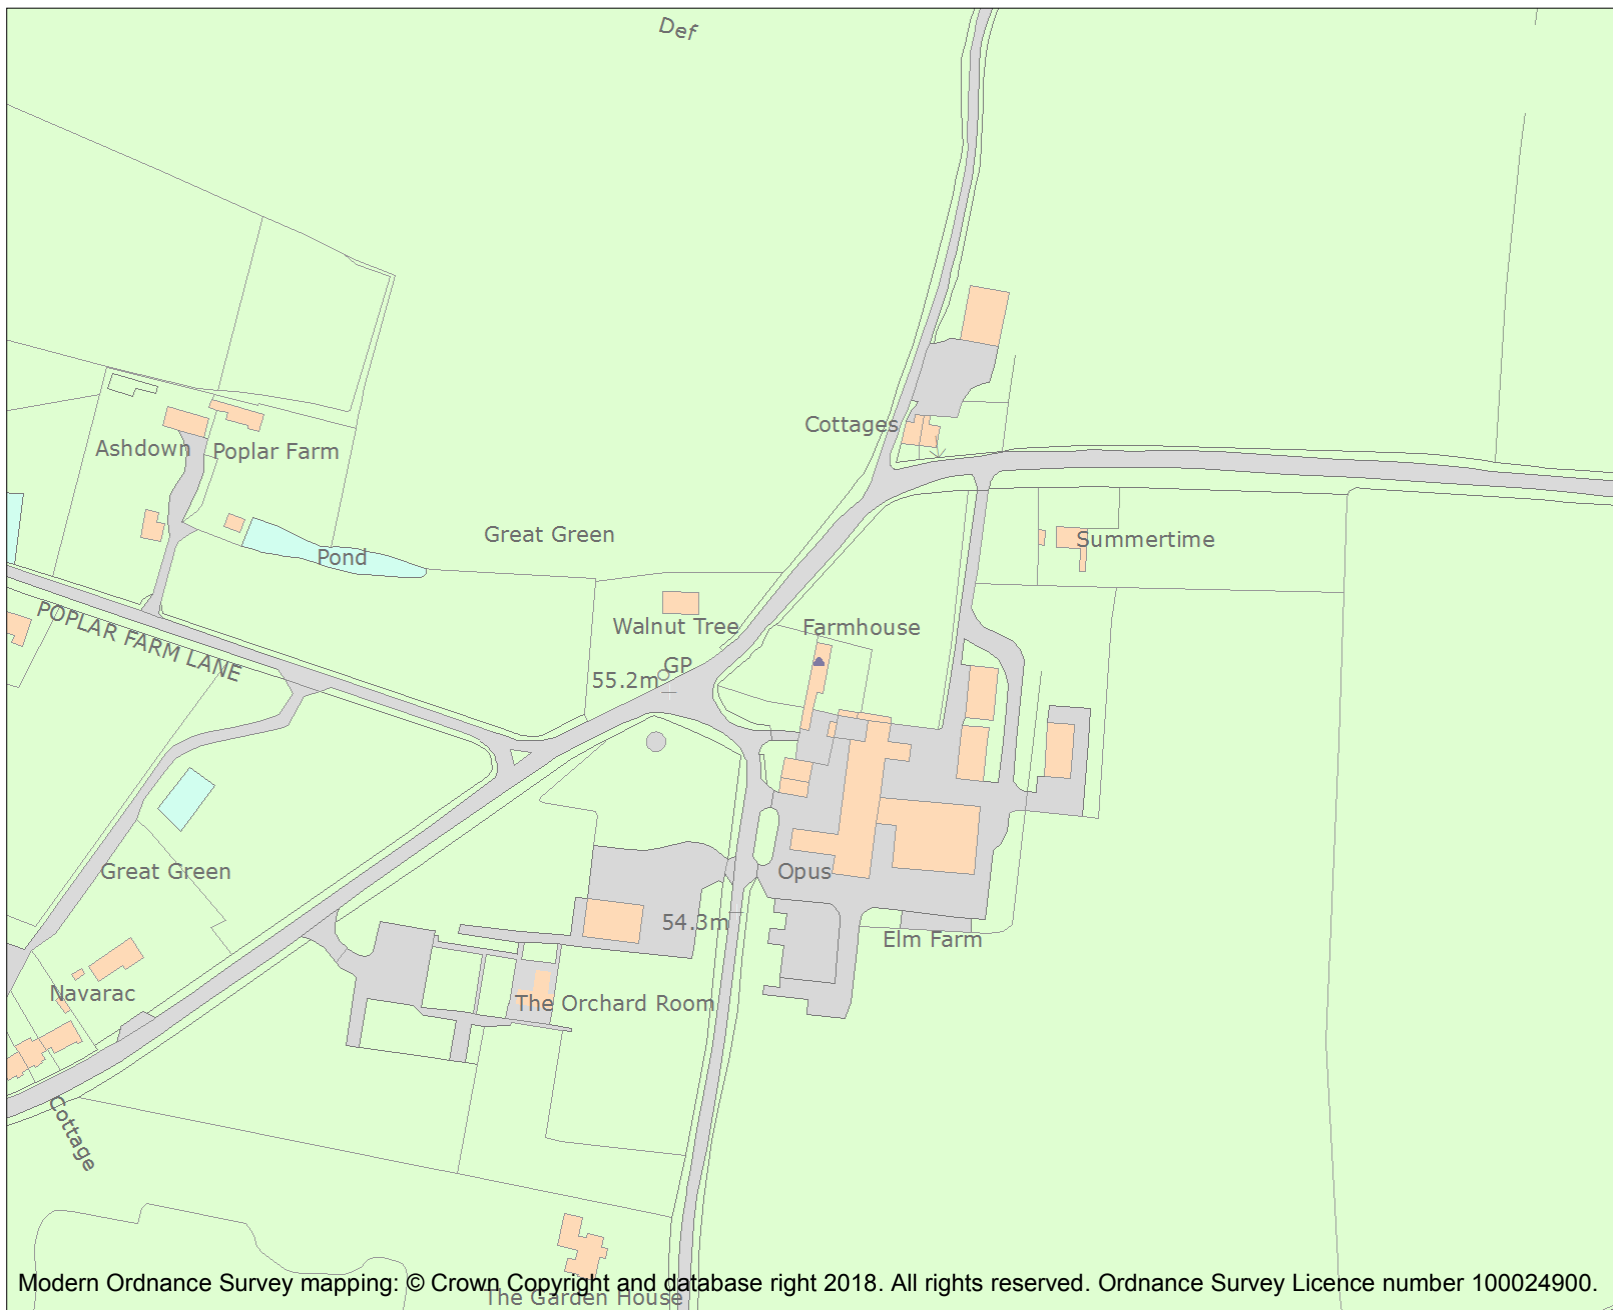 Def
Cottages
Ashdown
Poplar Farm
Great Green
Summertime
Pond
POPLAR FARM LANE
Walnut Tree
Farmhouse
GP
55.2m
Great Green
Opus
54.3m
Elm Farm
Navarac
The Orchard Room
Cottage
Modern Ordnance Survey mapping: © Crown Copyright and database right 2018. All rights reserved. Ordnance Survey Licence number 100024900.
The Garden House